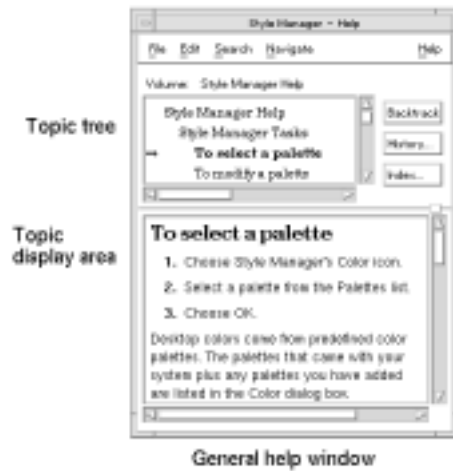 Style Manager - Help
File Edit Search Navigate Help
Volume: Style Manager Help
Topic tree
Style Manager Help
Style Manager Tasks
To select a palette
To modify a palette
Backtrack
History...
Index...
Topic
display area
To select a palette
1. Choose Style Manager's Color icon.
2. Select a palette from the Palettes list.
3. Choose OK.
Desktop colors come from predefined color
palettes. The palettes that came with your
system plus any palettes you have added
are listed in the Color dialog box.
General help window